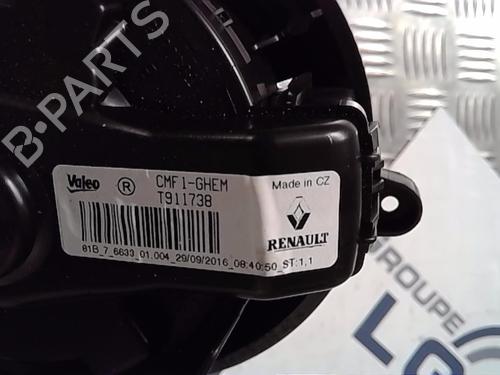 B-PARTS
Valeo
R
CMF1-GHEM
T911738
Made in CZ
RENAULT
81B_7_6633_01.004_29/09/2016_08:40:50_ST:1,1
GROUPE